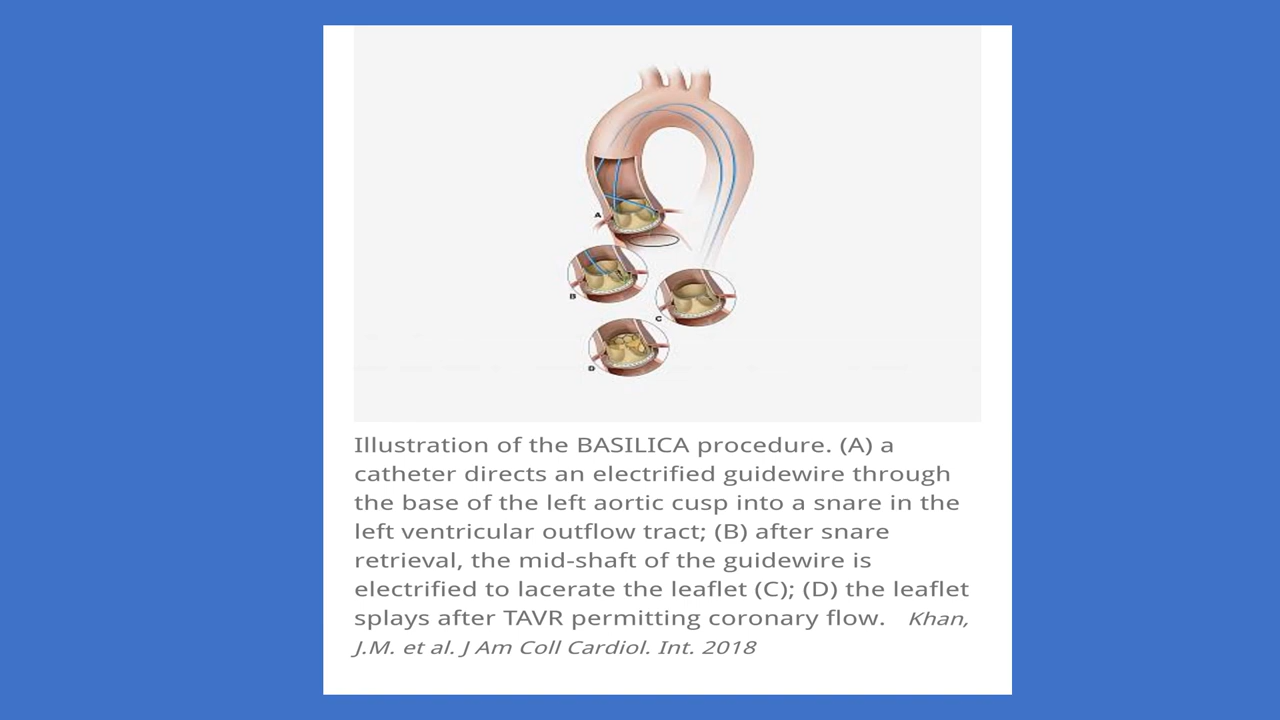 A
B
C
D
Illustration of the BASILICA procedure. (A) a
catheter directs an electrified guidewire through
the base of the left aortic cusp into a snare in the
left ventricular outflow tract; (B) after snare
retrieval, the mid-shaft of the guidewire is
electrified to lacerate the leaflet (C); (D) the leaflet
splays after TAVR permitting coronary flow. Khan,
J.M. et al. J Am Coll Cardiol. Int. 2018